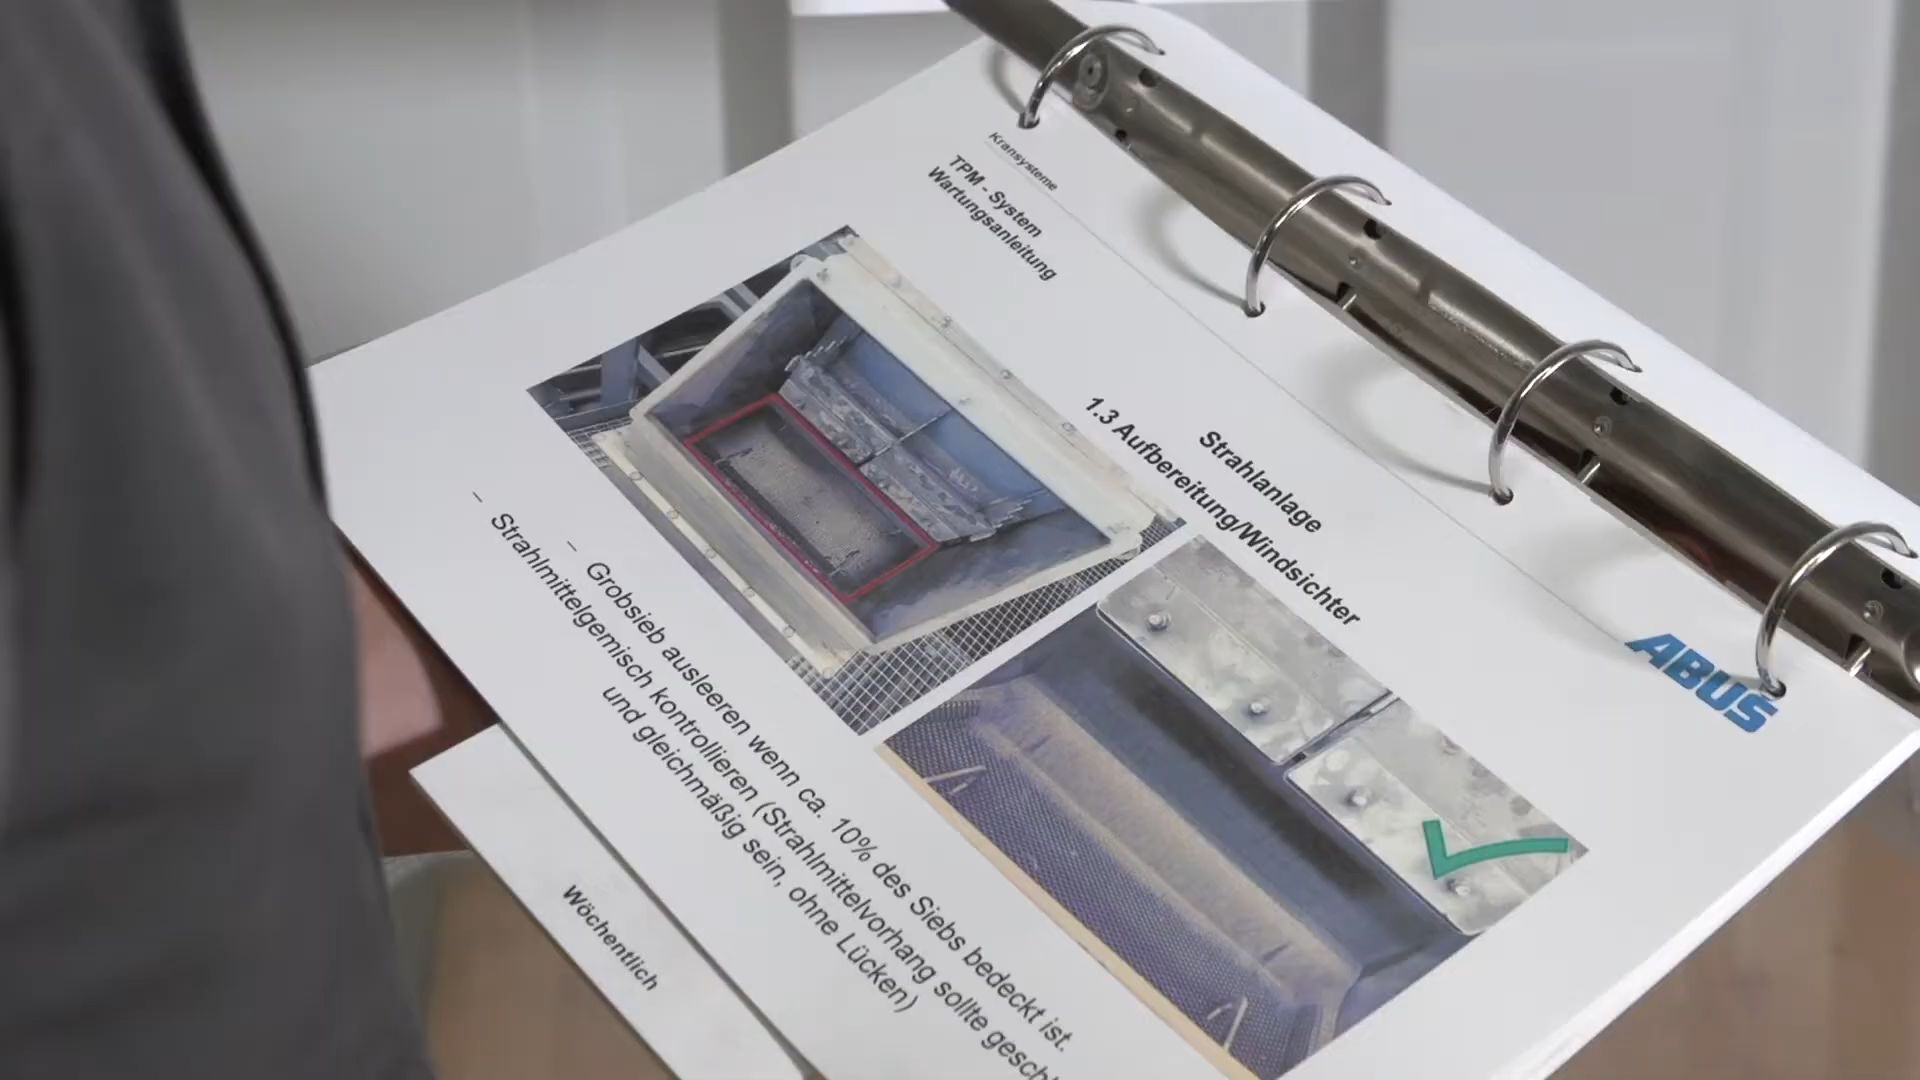 Kransysteme
ABUS
TPM - System
Wartungsanleitung
Strahlanlage
1.3 Aufbereitung/Windsichter
– Grobsieb ausleeren wenn ca. 10% des Siebs bedeckt ist.
– Strahlmittelgemisch kontrollieren (Strahlmittelvorhang sollte
und gleichmäßig sein, ohne Lücken)
Wöchentlich